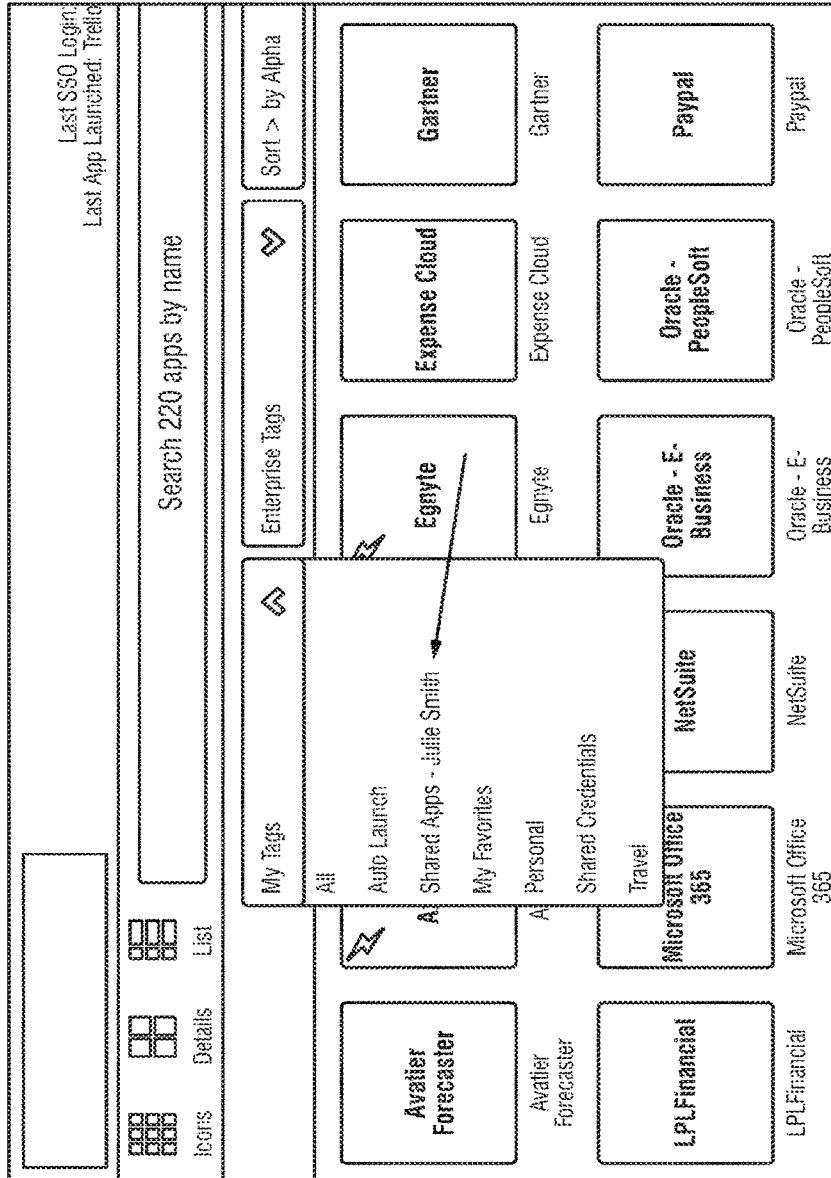 Last SSO Login:
Last App Launched: Trello
Icons
Details
List
Search 220 apps by name
My Tags
Enterprise Tags
Sort > by Alpha
All
Auto Launch
Shared Apps - Julie Smith
My Favorites
Personal
Shared Credentials
Travel
Avatier
Forecaster
Egnyte
Expense Cloud
Gartner
Avatier
Forecaster
Egnyte
Expense Cloud
Gartner
LPLFinancial
Microsoft Office
365
NetSuite
Oracle - E-
Business
Oracle -
PeopleSoft
Paypal
LPLFinancial
Microsoft Office
365
NetSuite
Oracle - E-
Business
Oracle -
PeopleSoft
Paypal